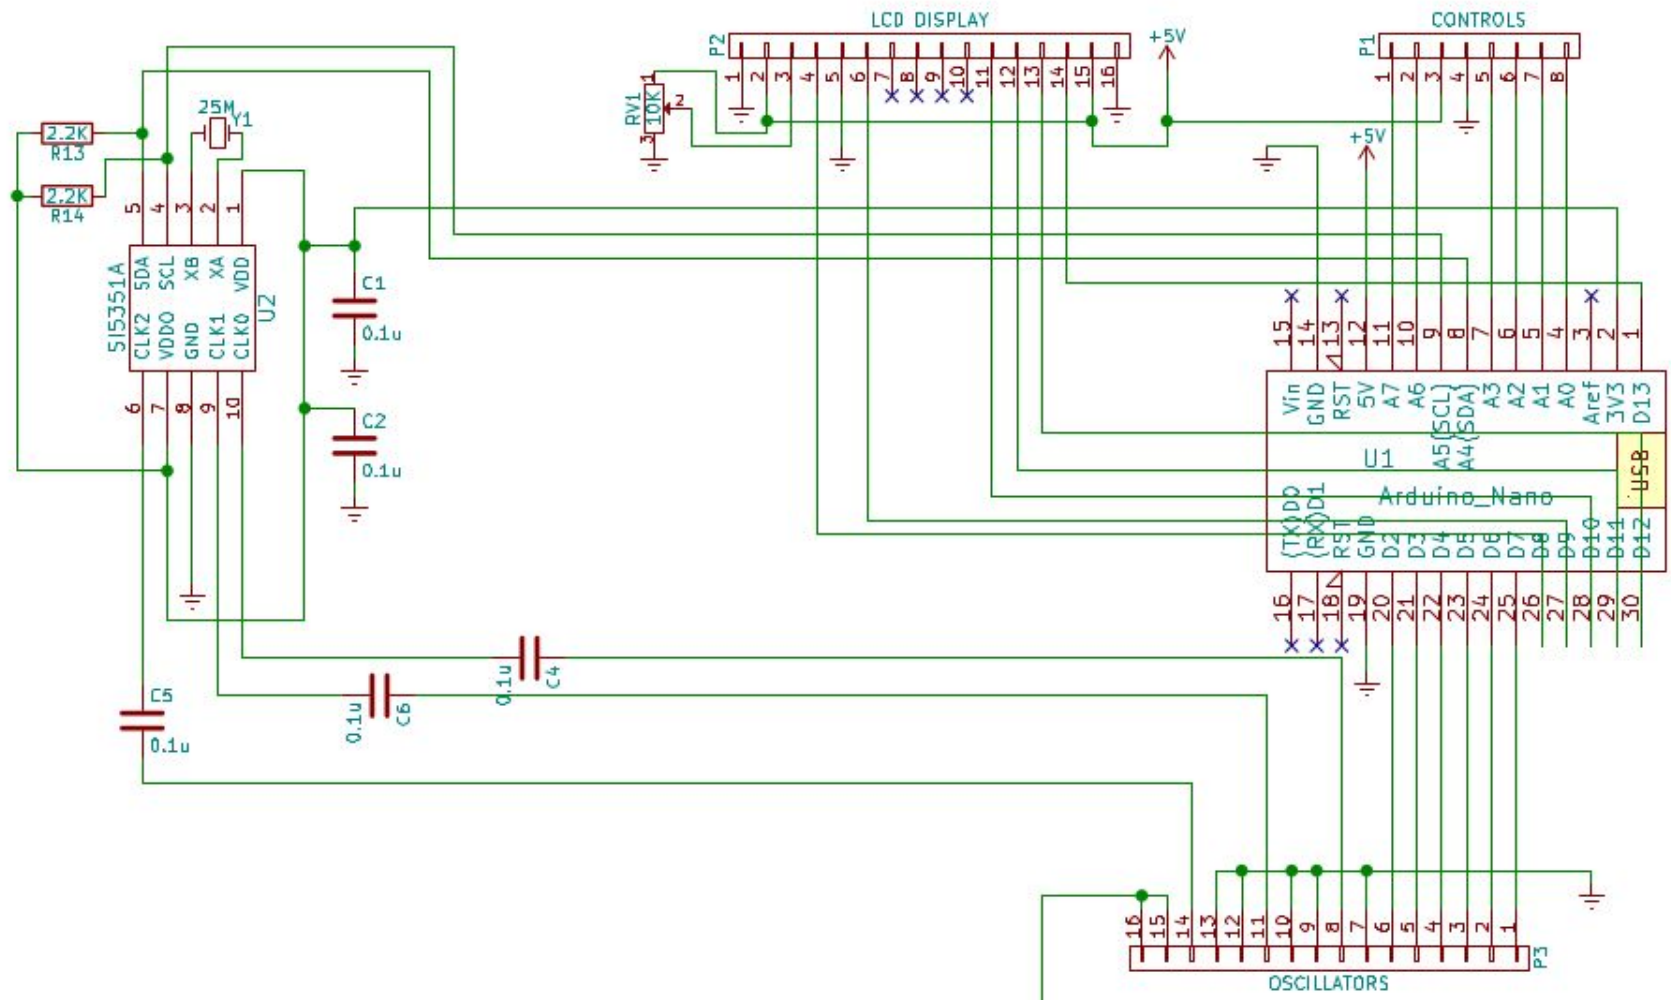 LCD DISPLAY
CONTROLS
P2
1 2 3 4 5 6 7 8 9 10 11 12 13 14 15 16
+5V
P1
1 2 3 4 5 6 7 8
RV1
10K
1
2
3
+5V
25M
Y1
2.2K
R13
2.2K
R14
5 4 3 2 1
SDA SCL XB XA VDD
SI5351A
U2
CLK2 VDDO GND CLK1 CLK0
6 7 8 9 10
C1
0.1u
C2
0.1u
15 14 13 12 11 10 9 8 7 6 5 4 3 2 1
Vin GND RST 5V A7 A6 A5(SCL) A4(SDA) A3 A2 A1 A0 Aref 3V3 D13
U1
Arduino_Nano
USB
(TX)D0 (RX)D1 RST GND D2 D3 D4 D5 D6 D7 D8 D9 D10 D11 D12
16 17 18 19 20 21 22 23 24 25 26 27 28 29 30
0.1u
C4
C5
0.1u
0.1u
C6
16 15 14 13 12 11 10 9 8 7 6 5 4 3 2 1
P3
OSCILLATORS